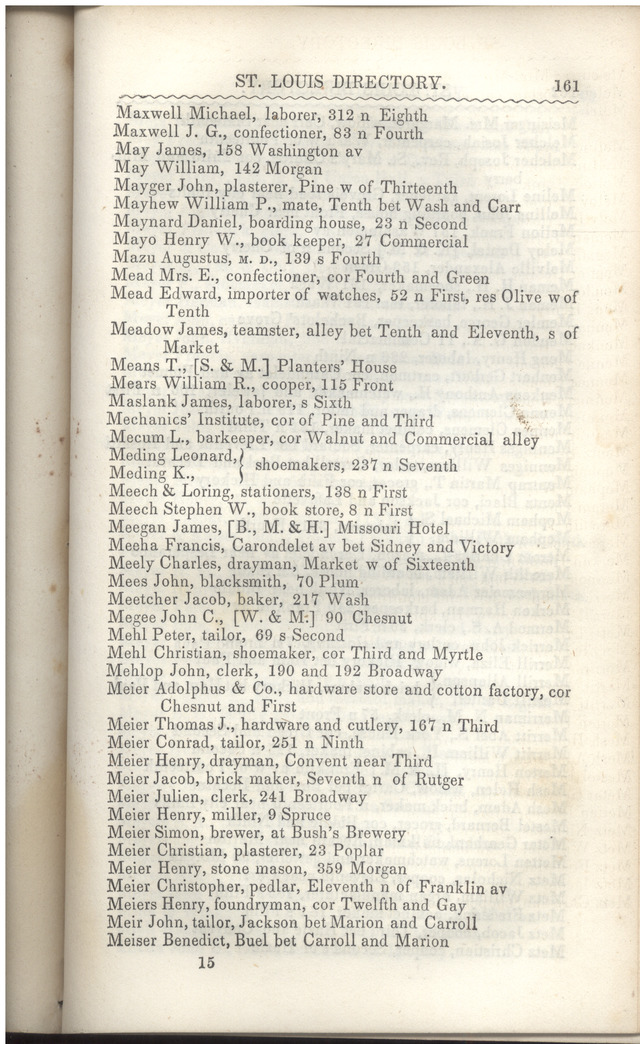 ST. LOUIS DIRECTORY. 161
Maxwell Michael, laborer, 312 n Eighth
Maxwell J. G., confectioner, 83 n Fourth
May James, 158 Washington av
May William, 142 Morgan
Mayger John, plasterer, Pine w of Thirteenth
Mayhew William P., mate, Tenth bet Wash and Carr
Maynard Daniel, boarding house, 23 n Second
Mayo Henry W., book keeper, 27 Commercial
Mazu Augustus, M. D., 139 s Fourth
Mead Mrs. E., confectioner, cor Fourth and Green
Mead Edward, importer of watches, 52 n First, res Olive w of
Tenth
Meadow James, teamster, alley bet Tenth and Eleventh, s of
Market
Means T., [S. & M.] Planters' House
Mears William R., cooper, 115 Front
Maslank James, laborer, s Sixth
Mechanics' Institute, cor of Pine and Third
Mecum L., barkeeper, cor Walnut and Commercial alley
Meding Leonard,
Meding K., } shoemakers, 237 n Seventh
Meech & Loring, stationers, 138 n First
Meech Stephen W., book store, 8 n First
Meegan James, [B., M. & H.] Missouri Hotel
Meeha Francis, Carondelet av bet Sidney and Victory
Meely Charles, drayman, Market w of Sixteenth
Mees John, blacksmith, 70 Plum
Meetcher Jacob, baker, 217 Wash
Megee John C., [W. & M.] 90 Chesnut
Mehl Peter, tailor, 69 s Second
Mehl Christian, shoemaker, cor Third and Myrtle
Mehlop John, clerk, 190 and 192 Broadway
Meier Adolphus & Co., hardware store and cotton factory, cor
Chesnut and First
Meier Thomas J., hardware and cutlery, 167 n Third
Meier Conrad, tailor, 251 n Ninth
Meier Henry, drayman, Convent near Third
Meier Jacob, brick maker, Seventh n of Rutger
Meier Julien, clerk, 241 Broadway
Meier Henry, miller, 9 Spruce
Meier Simon, brewer, at Bush's Brewery
Meier Christian, plasterer, 23 Poplar
Meier Henry, stone mason, 359 Morgan
Meier Christopher, pedlar, Eleventh n of Franklin av
Meiers Henry, foundryman, cor Twelfth and Gay
Meir John, tailor, Jackson bet Marion and Carroll
Meiser Benedict, Buel bet Carroll and Marion
15